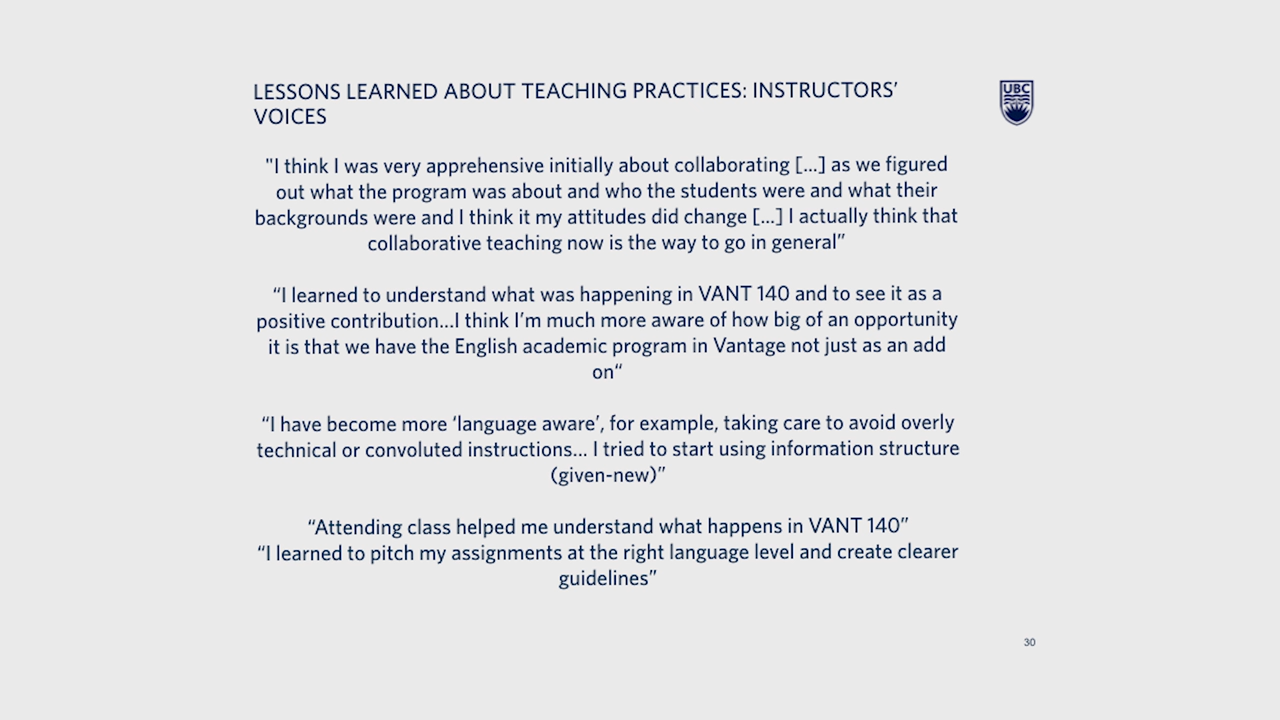 LESSONS LEARNED ABOUT TEACHING PRACTICES: INSTRUCTORS’
VOICES
UBC
"I think I was very apprehensive initially about collaborating [...] as we figured
out what the program was about and who the students were and what their
backgrounds were and I think it my attitudes did change [...] I actually think that
collaborative teaching now is the way to go in general”
“I learned to understand what was happening in VANT 140 and to see it as a
positive contribution...I think I’m much more aware of how big of an opportunity
it is that we have the English academic program in Vantage not just as an add
on“
“I have become more ‘language aware’, for example, taking care to avoid overly
technical or convoluted instructions... I tried to start using information structure
(given-new)”
“Attending class helped me understand what happens in VANT 140”
“I learned to pitch my assignments at the right language level and create clearer
guidelines”
30